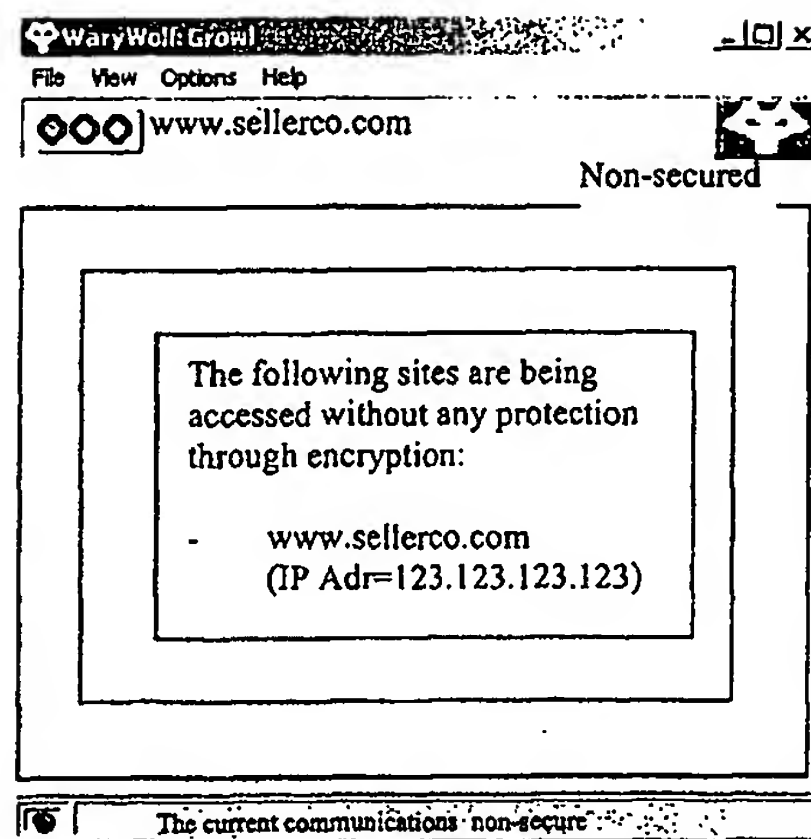 WaryWolf: Growl
File View Options Help
www.sellerco.com
Non-secured
The following sites are being
accessed without any protection
through encryption:
- www.sellerco.com
(IP Adr=123.123.123.123)
The current communications non-secure